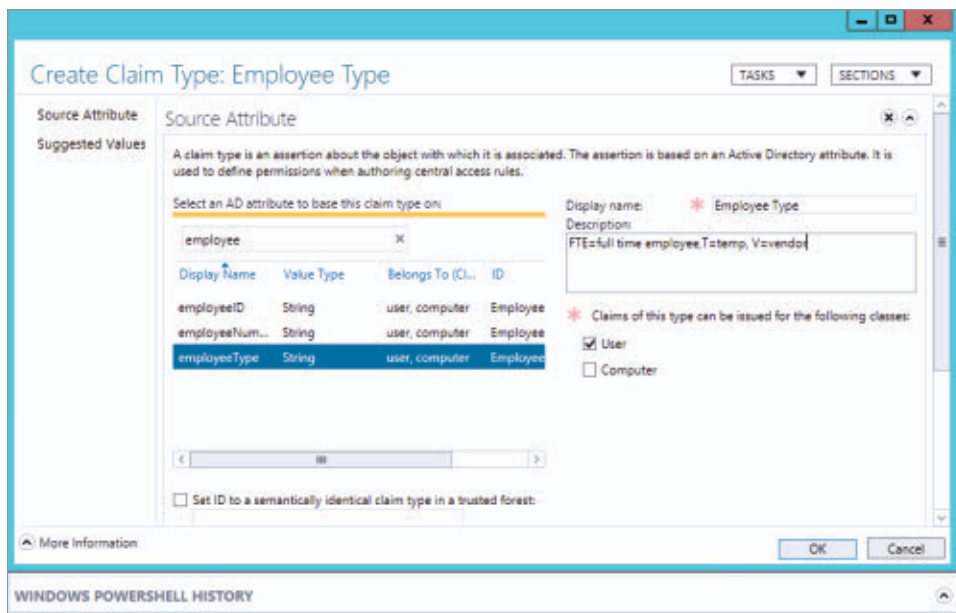 Create Claim Type: Employee Type
TASKS
SECTIONS
Source Attribute
Suggested Values
Source Attribute
A claim type is an assertion about the object with which it is associated. The assertion is based on an Active Directory attribute. It is
used to define permissions when authoring central access rules.
Select an AD attribute to base this claim type on:
employee
Display Name Value Type Belongs To (Cl... ID
employeeID String user, computer Employee
employeeNum... String user, computer Employee
employeeType String user, computer Employee
Set ID to a semantically identical claim type in a trusted forest:
Display name: Employee Type
Description:
FTE=full time employee,T=temp, V=vendor
Claims of this type can be issued for the following classes:
User
Computer
More Information
OK Cancel
WINDOWS POWERSHELL HISTORY